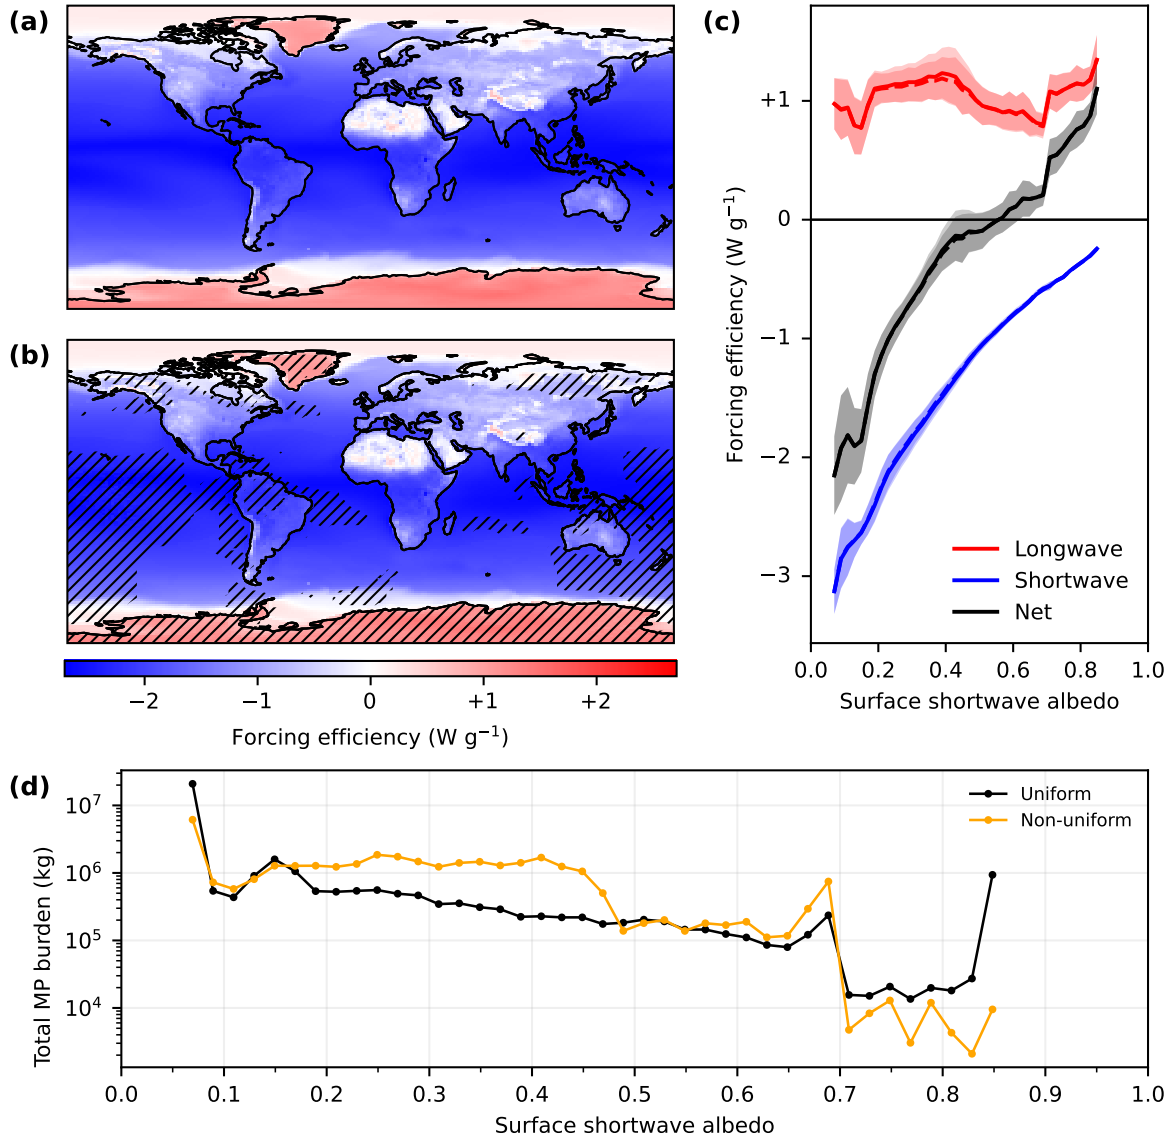 (a)
(b)
−2 −1 0 +1 +2
Forcing efficiency (W g⁻¹)
(c)
+1
0
−1
−2
−3
Forcing efficiency (W g⁻¹)
Longwave
Shortwave
Net
0.0 0.2 0.4 0.6 0.8 1.0
Surface shortwave albedo
(d)
10⁷
10⁶
10⁵
10⁴
Total MP burden (kg)
Uniform
Non-uniform
0.0 0.1 0.2 0.3 0.4 0.5 0.6 0.7 0.8 0.9 1.0
Surface shortwave albedo